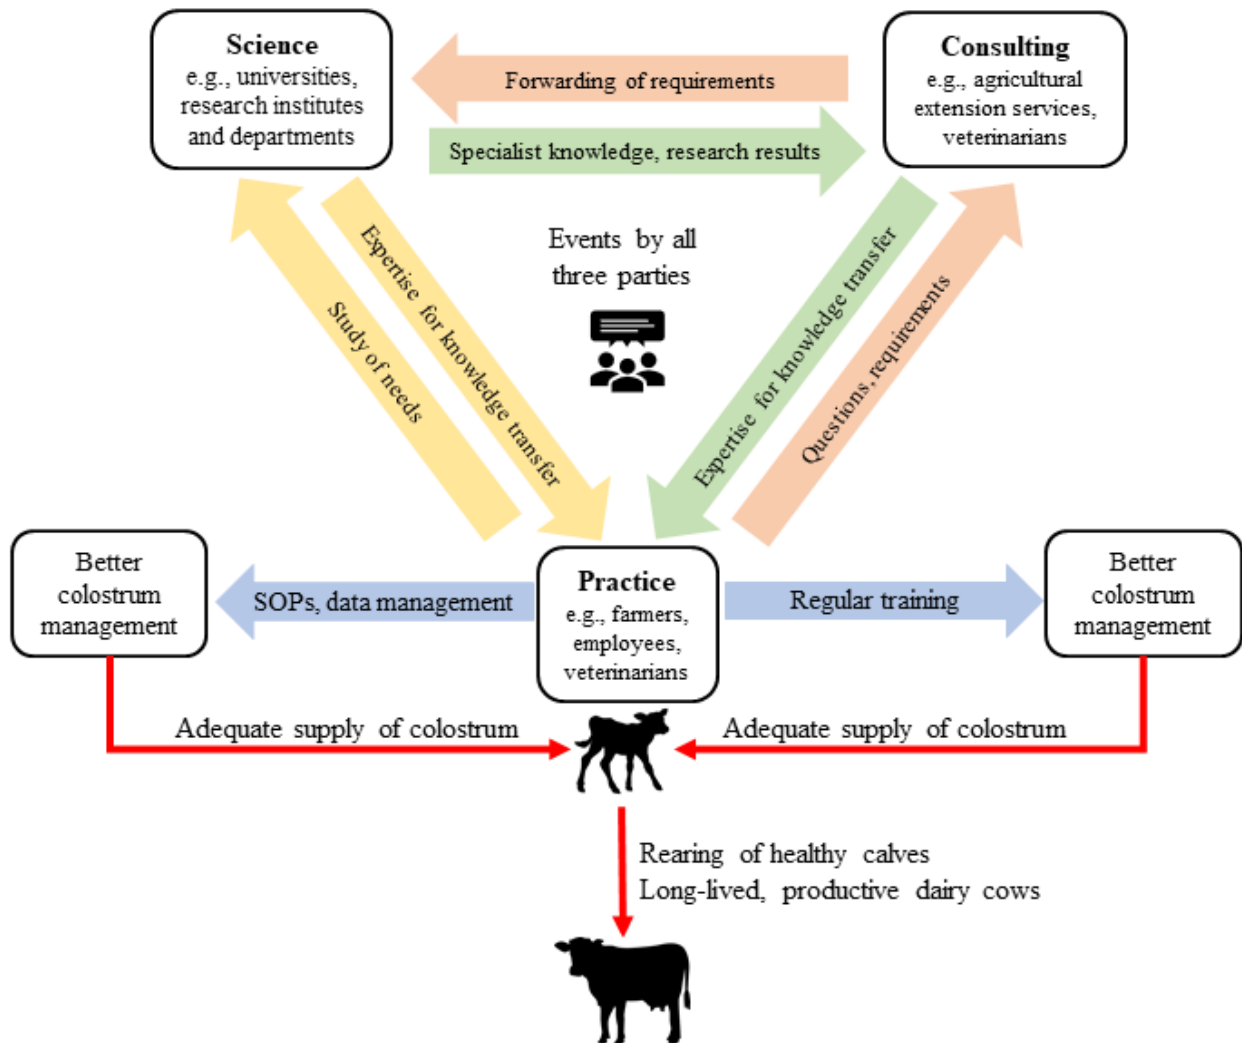 Science
e.g., universities,
research institutes
and departments
Forwarding of requirements
Specialist knowledge, research results
Consulting
e.g., agricultural
extension services,
veterinarians
Study of needs
Expertise for knowledge transfer
Events by all
three parties
Expertise for knowledge transfer
Questions, requirements
Better
colostrum
management
SOPs, data management
Practice
e.g., farmers,
employees,
veterinarians
Regular training
Better
colostrum
management
Adequate supply of colostrum
Adequate supply of colostrum
Rearing of healthy calves
Long-lived, productive dairy cows